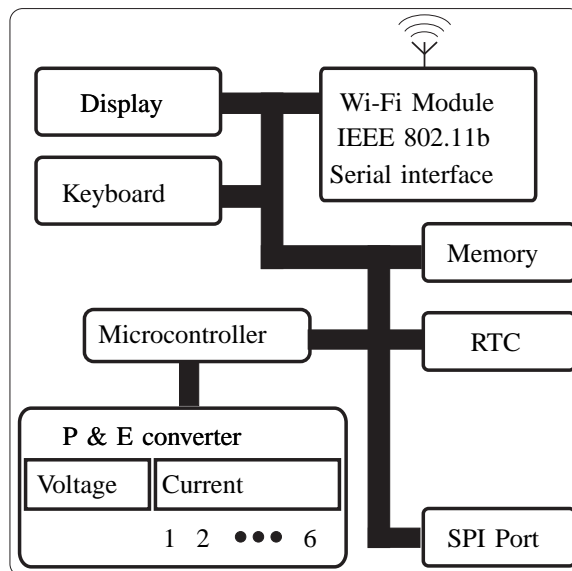 Display
Wi-Fi Module
IEEE 802.11b
Serial interface
Keyboard
Memory
Microcontroller
RTC
P & E converter
Voltage
Current
1 2 ••• 6
SPI Port